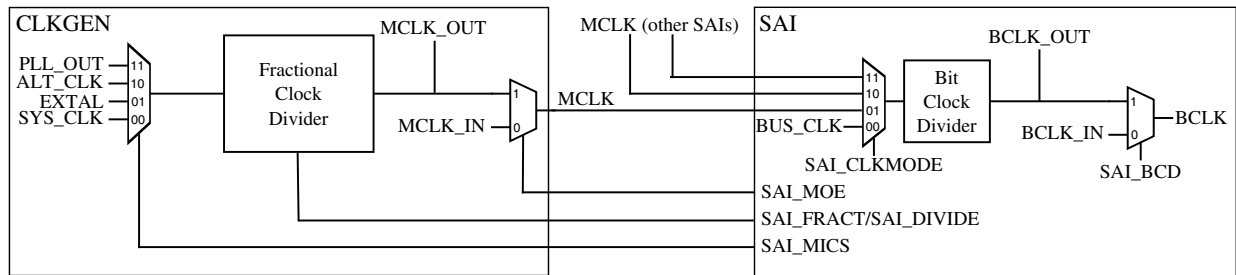 CLKGEN
PLL_OUT
ALT_CLK
EXTAL
SYS_CLK
11
10
01
00
Fractional
Clock
Divider
MCLK_OUT
MCLK_IN
1
0
MCLK
MCLK (other SAIs)
SAI
BUS_CLK
11
10
01
00
SAI_CLKMODE
Bit
Clock
Divider
BCLK_OUT
BCLK_IN
1
0
BCLK
SAI_BCD
SAI_MOE
SAI_FRACT/SAI_DIVIDE
SAI_MICS